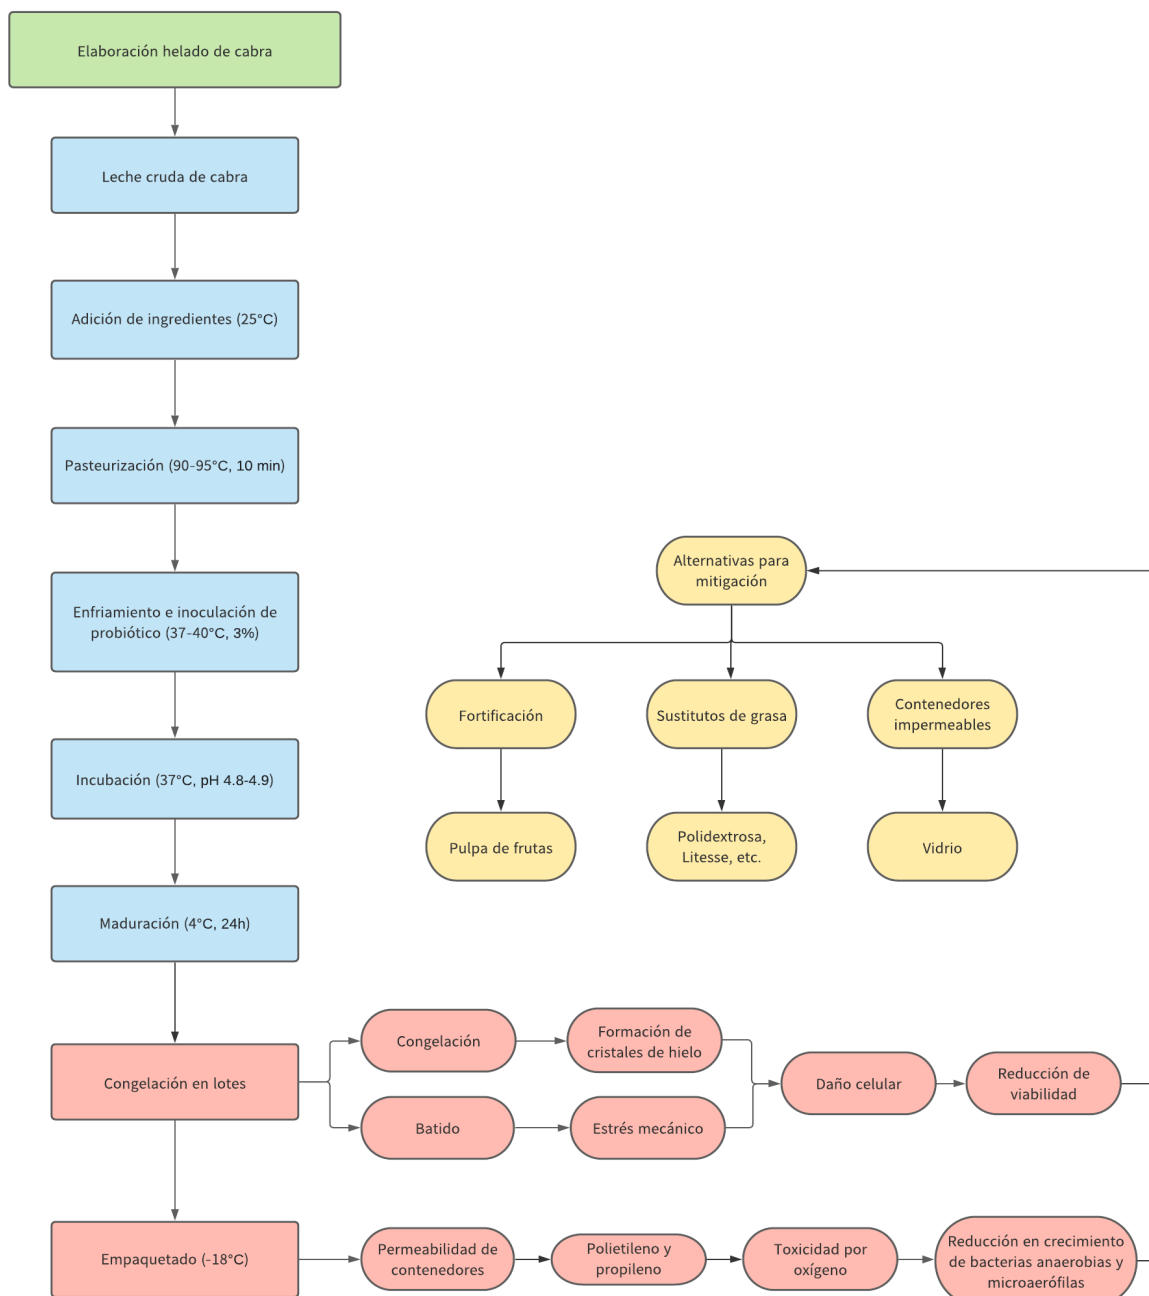 Elaboración helado de cabra
Leche cruda de cabra
Adición de ingredientes (25°C)
Pasteurización (90-95°C, 10 min)
Enfriamiento e inoculación de
probiótico (37-40°C, 3%)
Incubación (37°C, pH 4.8-4.9)
Maduración (4°C, 24h)
Alternativas para
mitigación
Fortificación
Sustitutos de grasa
Contenedores
impermeables
Pulpa de frutas
Polidextrosa,
Litesse, etc.
Vidrio
Congelación en lotes
Congelación
Formación de
cristales de hielo
Batido
Estrés mecánico
Daño celular
Reducción de
viabilidad
Empaquetado (-18°C)
Permeabilidad de
contenedores
Polietileno y
propileno
Toxicidad por
oxígeno
Reducción en crecimiento
de bacterias anaerobias y
microaerófilas